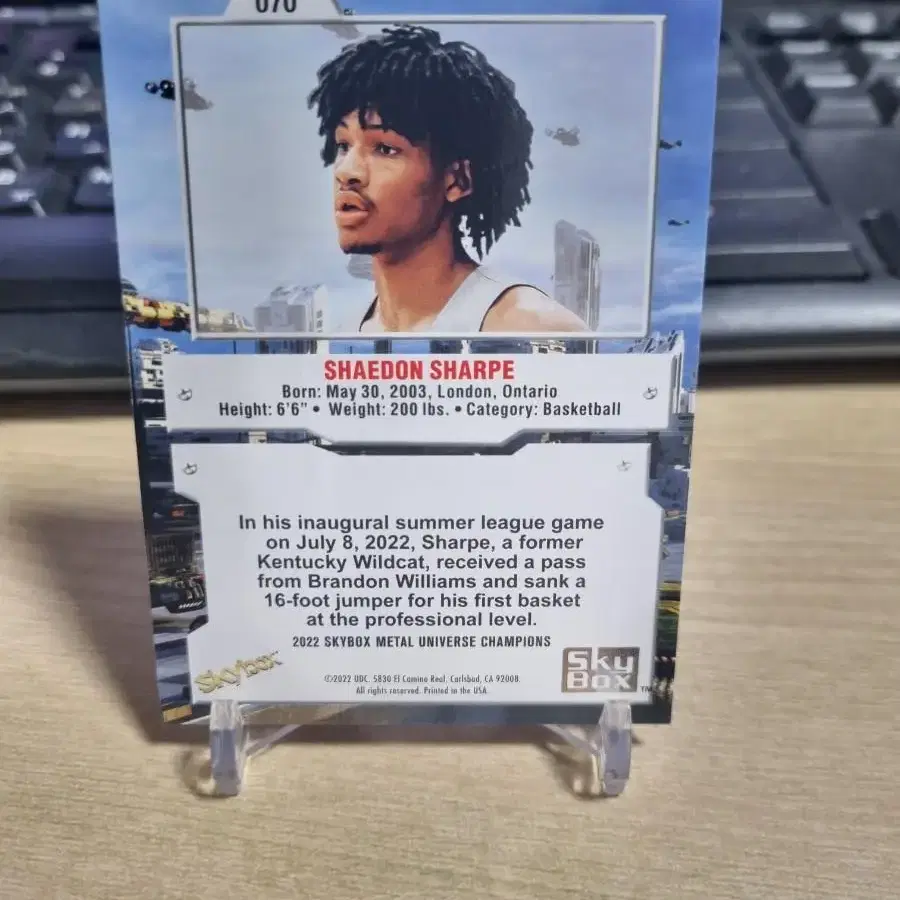 070
SHAEDON SHARPE
Born: May 30, 2003, London, Ontario
Height: 6'6" • Weight: 200 lbs. • Category: Basketball
In his inaugural summer league game
on July 8, 2022, Sharpe, a former
Kentucky Wildcat, received a pass
from Brandon Williams and sank a
16-foot jumper for his first basket
at the professional level.
2022 SKYBOX METAL UNIVERSE CHAMPIONS
Skybox™
Sky
Box™
©2022 UDC. 5830 El Camino Real. Carlsbad, CA 92008.
All rights reserved. Printed in the USA.